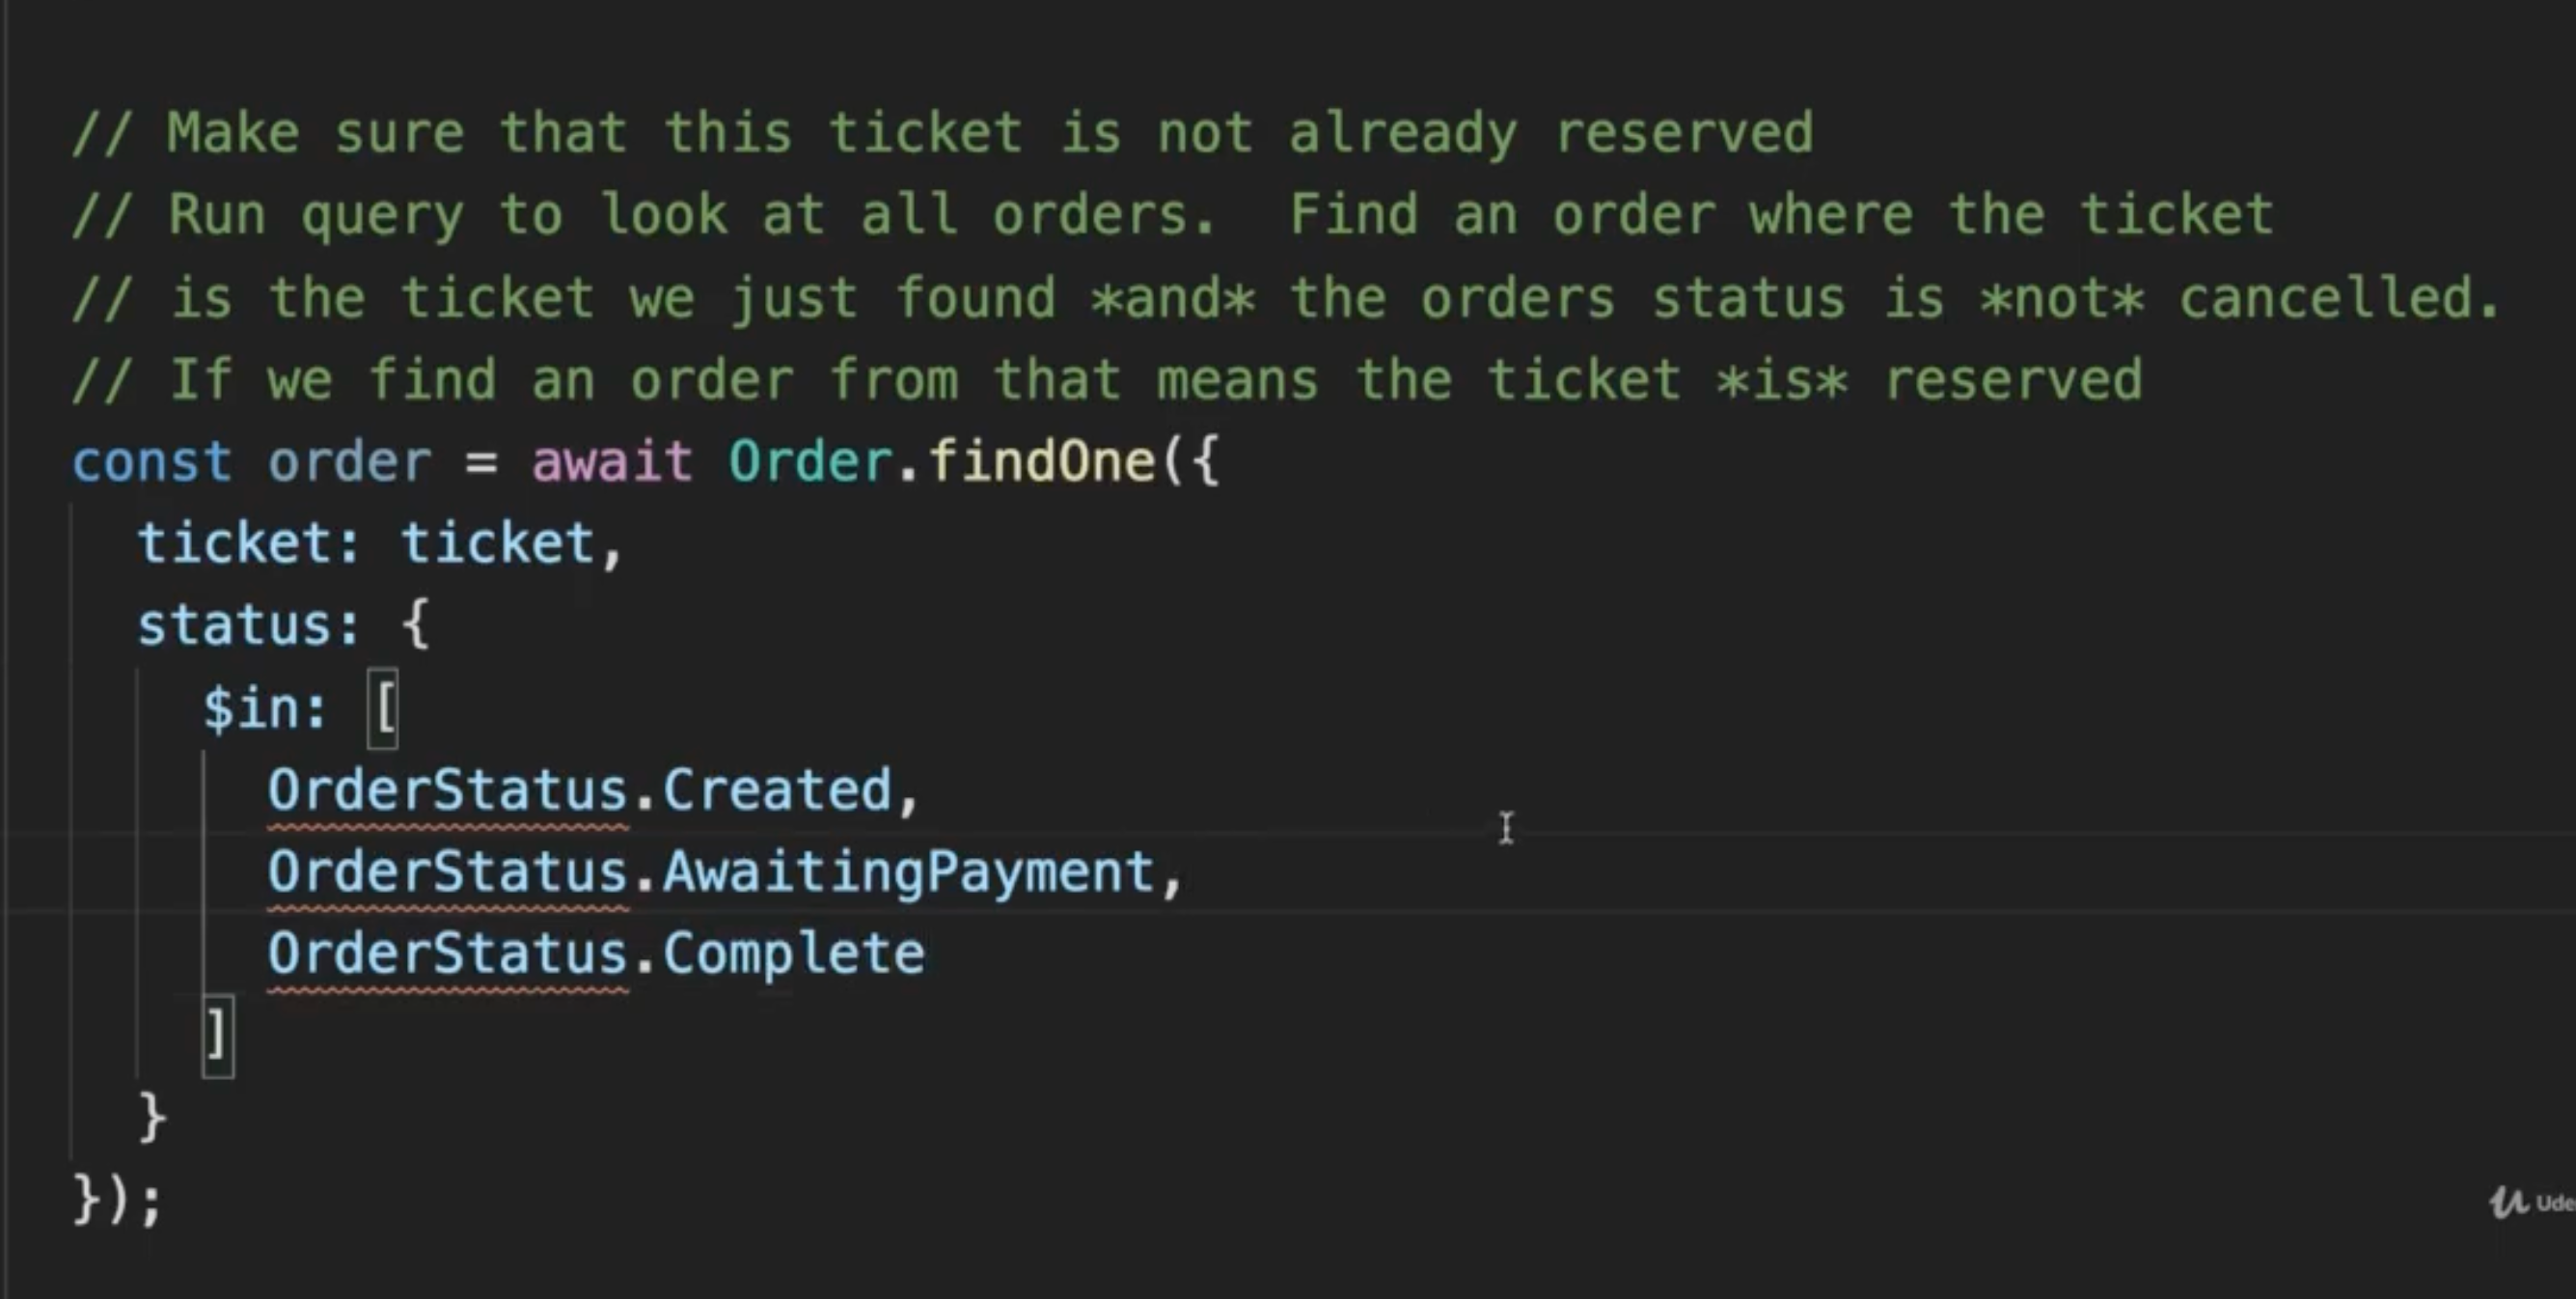 // Make sure that this ticket is not already reserved
// Run query to look at all orders.  Find an order where the ticket
// is the ticket we just found *and* the orders status is *not* cancelled.
// If we find an order from that means the ticket *is* reserved
const order = await Order.findOne({
  ticket: ticket,
  status: {
    $in: [
      OrderStatus.Created,
      OrderStatus.AwaitingPayment,
      OrderStatus.Complete
    ]
  }
});
Ude